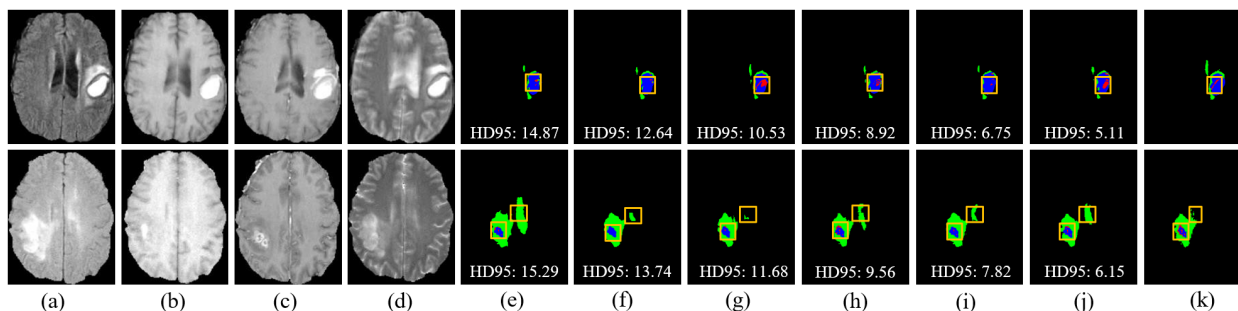 HD95: 14.87 HD95: 12.64 HD95: 10.53 HD95: 8.92 HD95: 6.75 HD95: 5.11
HD95: 15.29 HD95: 13.74 HD95: 11.68 HD95: 9.56 HD95: 7.82 HD95: 6.15
(a) (b) (c) (d) (e) (f) (g) (h) (i) (j) (k)